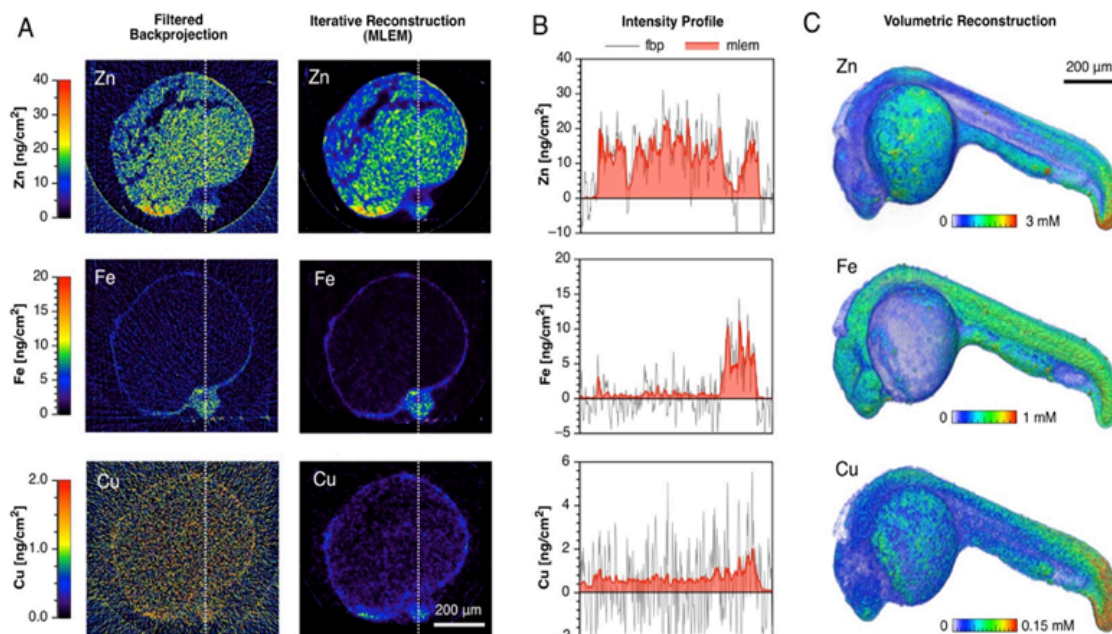 A
Filtered
Backprojection
Iterative Reconstruction
(MLEM)
B
Intensity Profile
fbp
mlem
C
Volumetric Reconstruction
200 µm
Zn [ng/cm²]
40
30
20
10
0
Zn
Zn
Zn [ng/cm²]
40
30
20
10
0
–10
Zn
0
3 mM
Fe [ng/cm²]
20
15
10
5
0
Fe
Fe
Fe [ng/cm²]
20
15
10
5
0
–5
Fe
0
1 mM
Cu [ng/cm²]
2.0
1.0
0.0
Cu
Cu
200 µm
Cu [ng/cm²]
6
4
2
0
Cu
0
0.15 mM